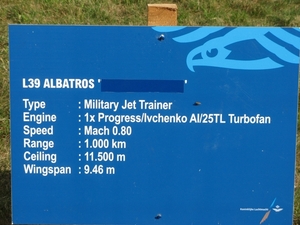 L39 ALBATROS '
Type : Military Jet Trainer
Engine : 1x Progress/Ivchenko AI/25TL Turbofan
Speed : Mach 0.80
Range : 1.000 km
Ceiling : 11.500 m
Wingspan : 9.46 m